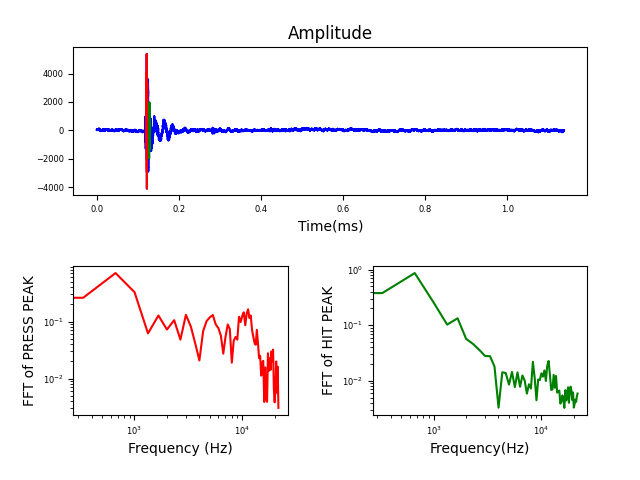 Amplitude
4000
2000
0
−2000
−4000
0.0 0.2 0.4 0.6 0.8 1.0
Time(ms)
FFT of PRESS PEAK
10⁻¹
10⁻²
10³ 10⁴
Frequency (Hz)
FFT of HIT PEAK
10⁰
10⁻¹
10⁻²
10³ 10⁴
Frequency(Hz)